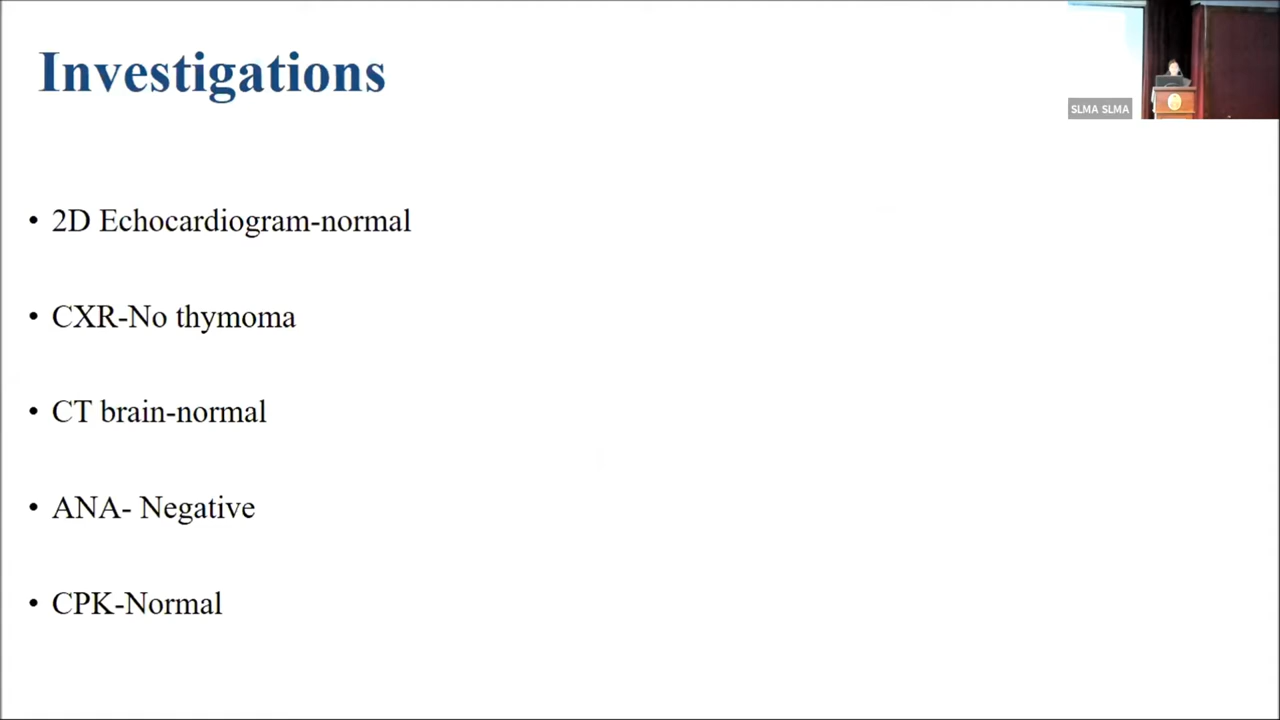 Investigations
SLMA SLMA
• 2D Echocardiogram-normal
• CXR-No thymoma
• CT brain-normal
• ANA- Negative
• CPK-Normal